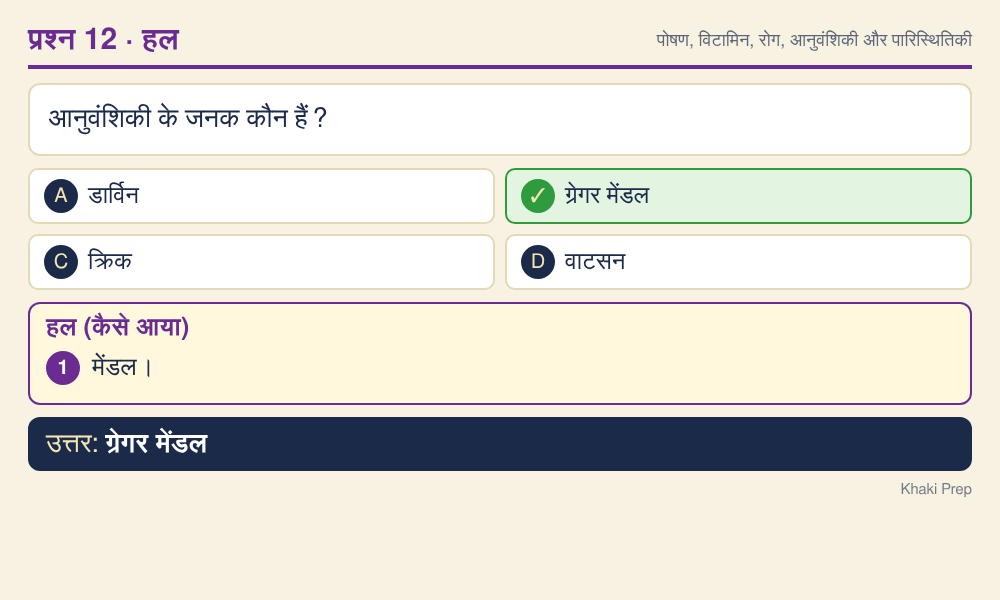 प्रश्न 12 · हल
पोषण, विटामिन, रोग, आनुवंशिकी और पारिस्थितिकी
आनुवंशिकी के जनक कौन हैं ?
A डार्विन
✓ ग्रेगर मेंडल
C क्रिक
D वाटसन
हल (कैसे आया)
1 मेंडल।
उत्तर: ग्रेगर मेंडल
Khaki Prep